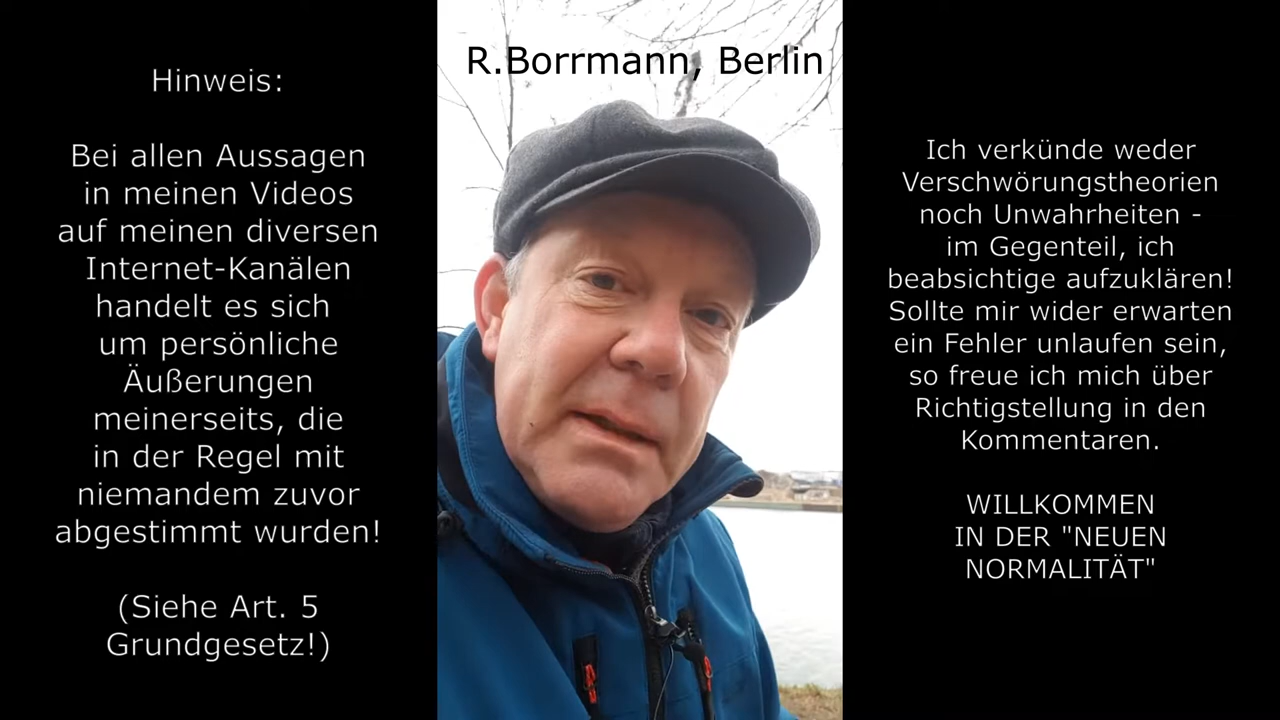 Hinweis:
Bei allen Aussagen
in meinen Videos
auf meinen diversen
Internet-Kanälen
handelt es sich
um persönliche
Äußerungen
meinerseits, die
in der Regel mit
niemandem zuvor
abgestimmt wurden!
(Siehe Art. 5
Grundgesetz!)
R.Borrmann, Berlin
Ich verkünde weder
Verschwörungstheorien
noch Unwahrheiten -
im Gegenteil, ich
beabsichtige aufzuklären!
Sollte mir wider erwarten
ein Fehler unlaufen sein,
so freue ich mich über
Richtigstellung in den
Kommentaren.
WILLKOMMEN
IN DER "NEUEN
NORMALITÄT"